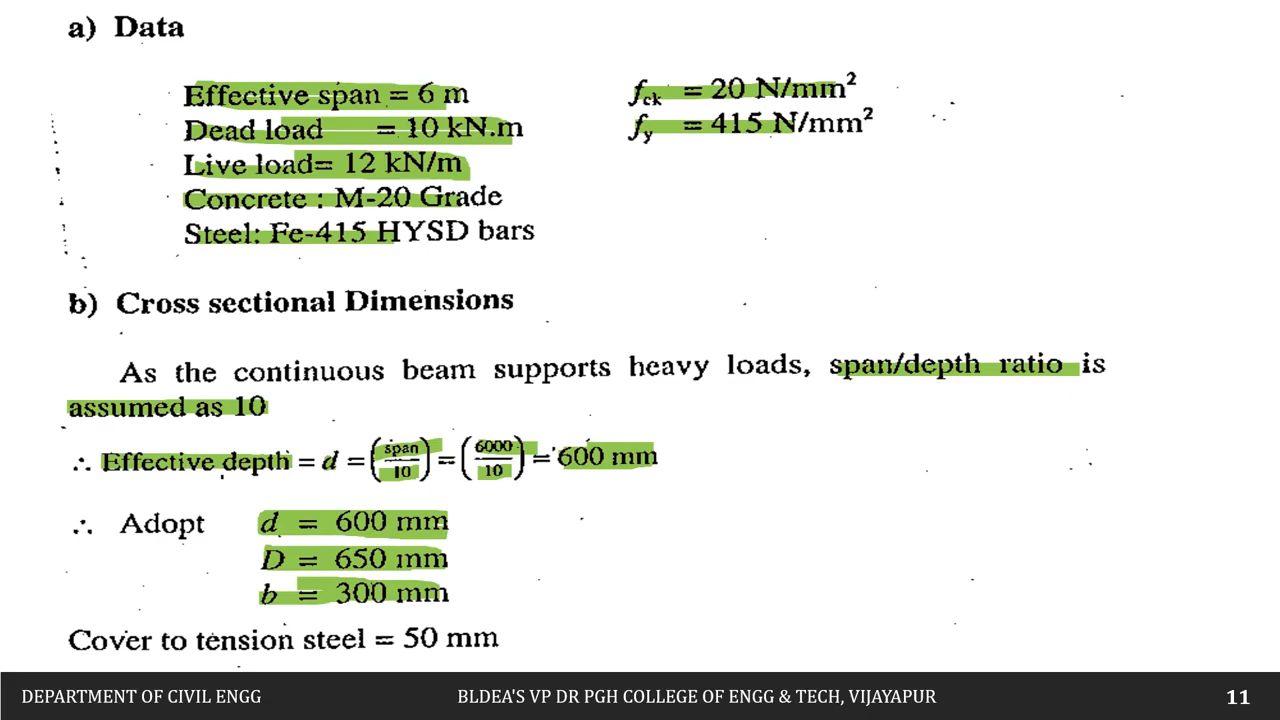 a) Data
Effective span = 6 m
fck = 20 N/mm²
Dead load = 10 kN.m
fy = 415 N/mm²
Live load= 12 kN/m
Concrete : M-20 Grade
Steel: Fe-415 HYSD bars
b) Cross sectional Dimensions
As the continuous beam supports heavy loads, span/depth ratio is
assumed as 10
∴ Effective depth = d = (span/10) = (6000/10) = 600 mm
∴ Adopt d = 600 mm
D = 650 mm
b = 300 mm
Cover to tension steel = 50 mm
DEPARTMENT OF CIVIL ENGG BLDEA'S VP DR PGH COLLEGE OF ENGG & TECH, VIJAYAPUR 11